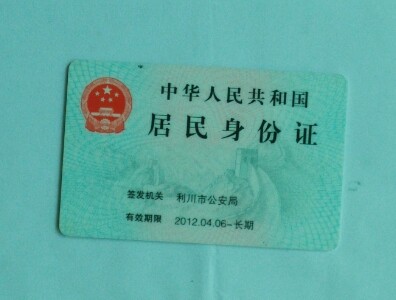 中华人民共和国
居民身份证
签发机关 利川市公安局
有效期限 2012.04.06-长期